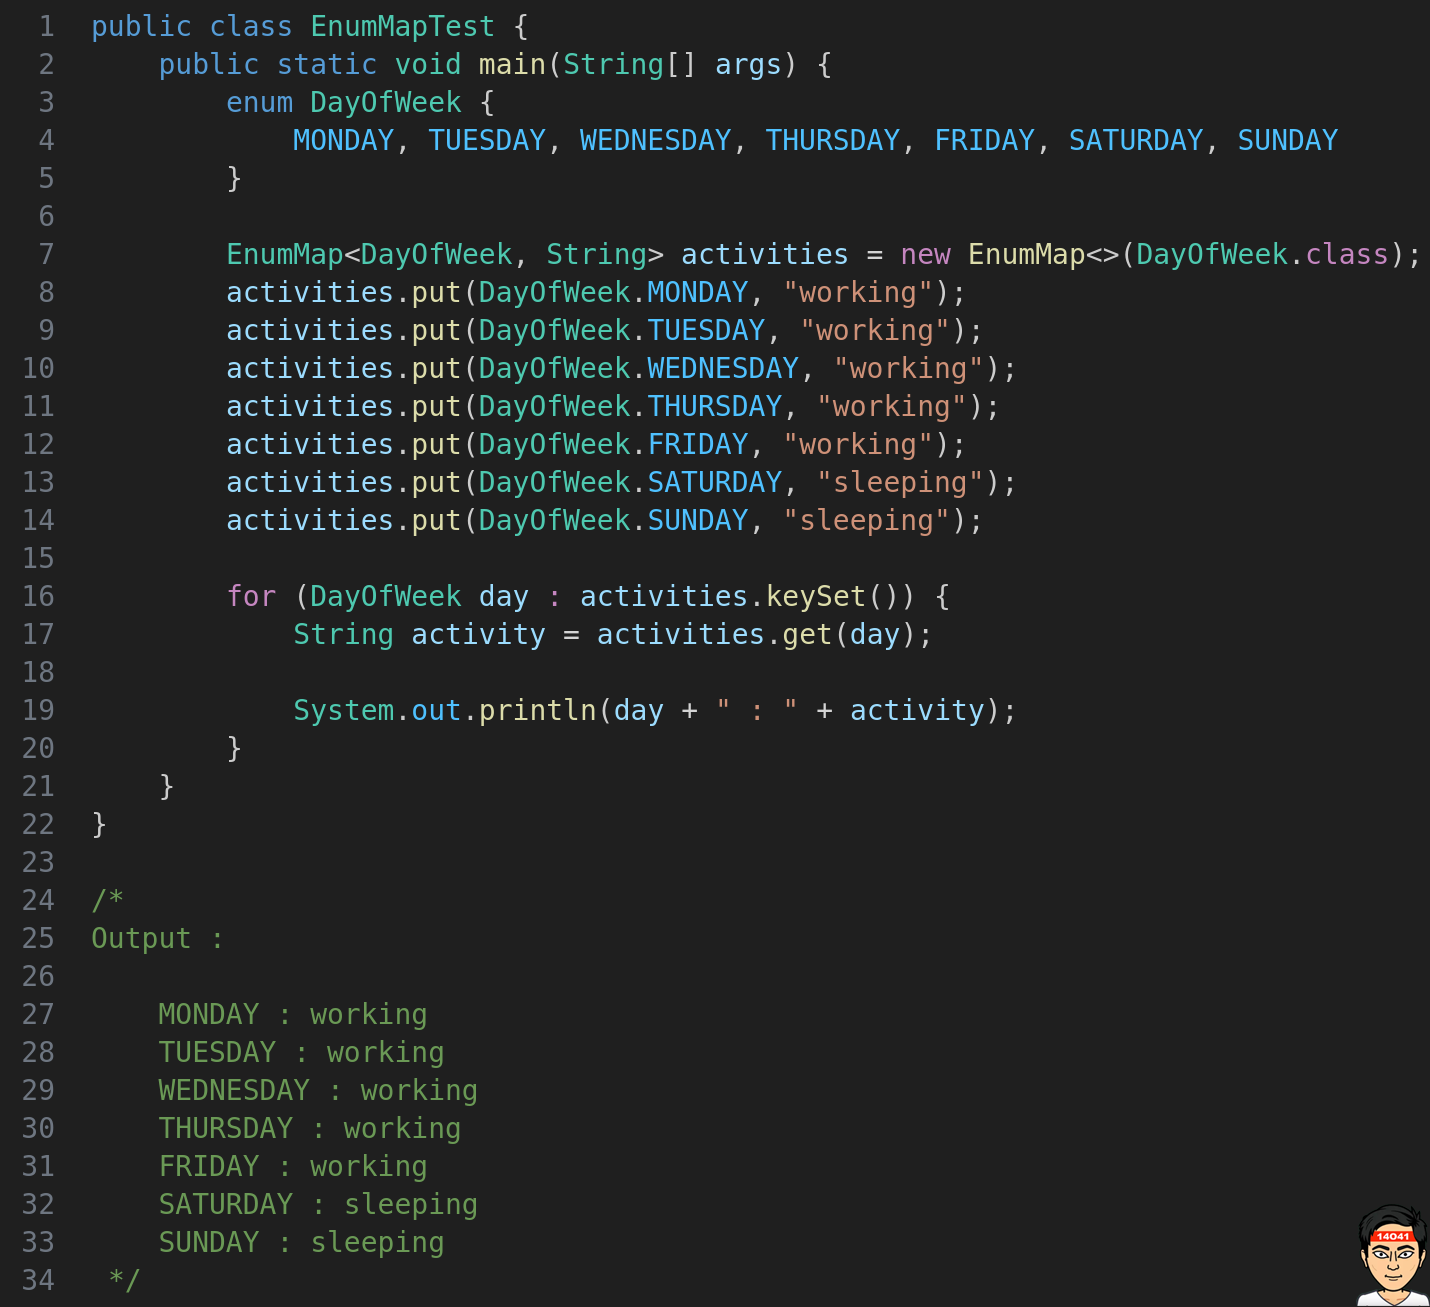 1 public class EnumMapTest {
2     public static void main(String[] args) {
3         enum DayOfWeek {
4             MONDAY, TUESDAY, WEDNESDAY, THURSDAY, FRIDAY, SATURDAY, SUNDAY
5         }
6
7         EnumMap<DayOfWeek, String> activities = new EnumMap<>(DayOfWeek.class);
8         activities.put(DayOfWeek.MONDAY, "working");
9         activities.put(DayOfWeek.TUESDAY, "working");
10         activities.put(DayOfWeek.WEDNESDAY, "working");
11         activities.put(DayOfWeek.THURSDAY, "working");
12         activities.put(DayOfWeek.FRIDAY, "working");
13         activities.put(DayOfWeek.SATURDAY, "sleeping");
14         activities.put(DayOfWeek.SUNDAY, "sleeping");
15
16         for (DayOfWeek day : activities.keySet()) {
17             String activity = activities.get(day);
18
19             System.out.println(day + " : " + activity);
20         }
21     }
22 }
23
24 /*
25 Output :
26
27     MONDAY : working
28     TUESDAY : working
29     WEDNESDAY : working
30     THURSDAY : working
31     FRIDAY : working
32     SATURDAY : sleeping
33     SUNDAY : sleeping
34  */
14041